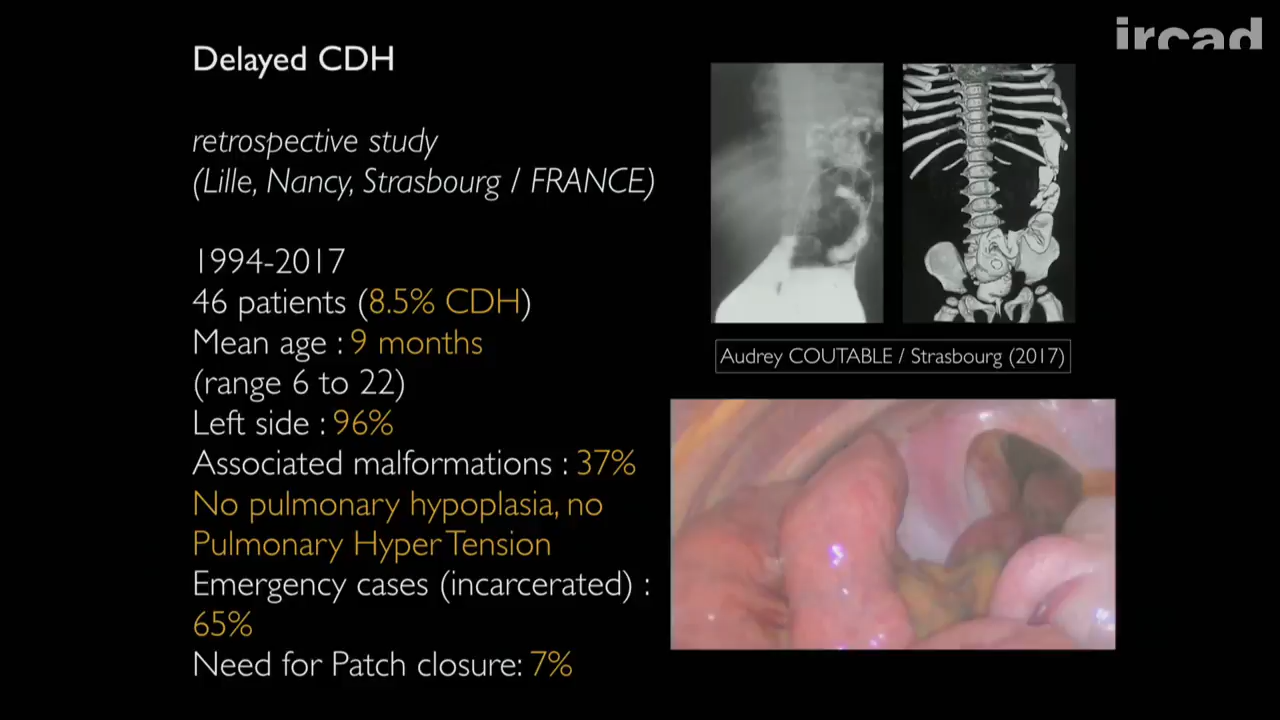 ircad
Delayed CDH
retrospective study
(Lille, Nancy, Strasbourg / FRANCE)
1994-2017
46 patients (8.5% CDH)
Mean age : 9 months
(range 6 to 22)
Left side : 96%
Associated malformations : 37%
No pulmonary hypoplasia, no
Pulmonary Hyper Tension
Emergency cases (incarcerated) :
65%
Need for Patch closure: 7%
Audrey COUTABLE / Strasbourg (2017)